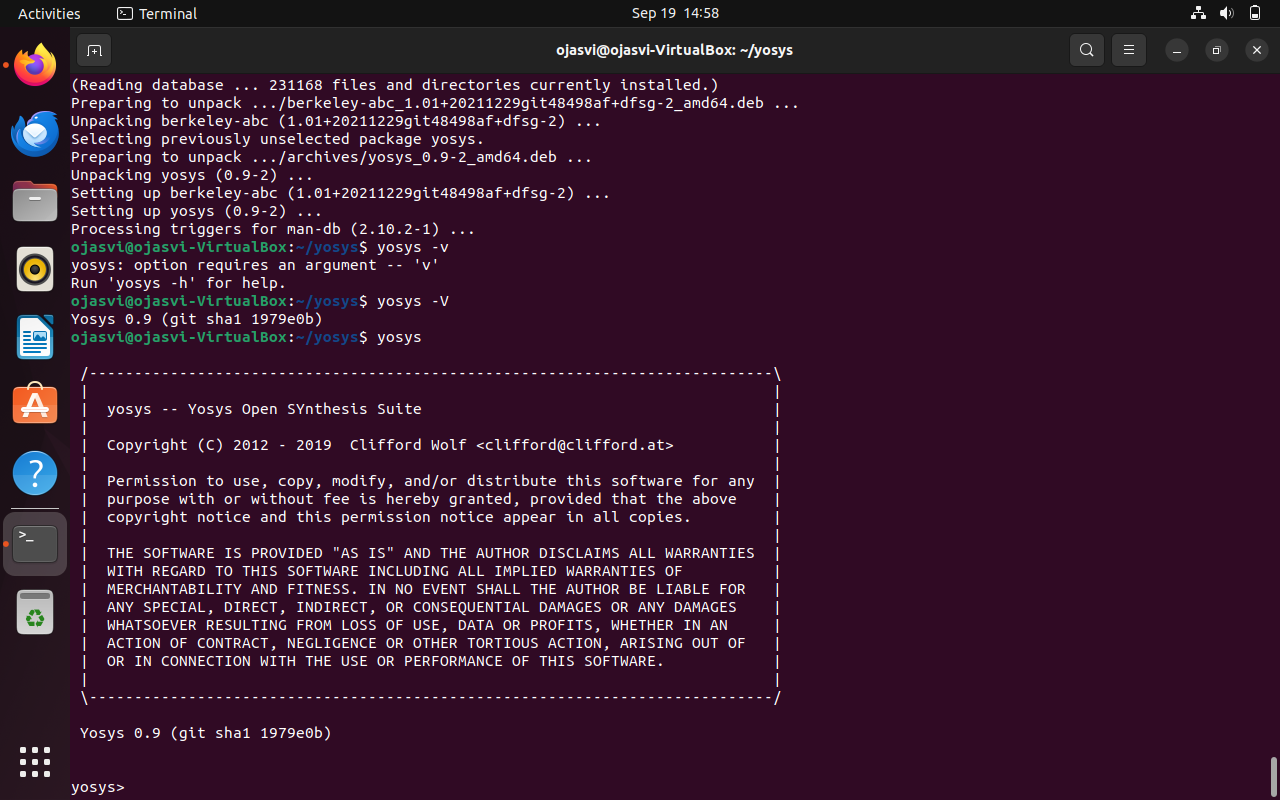 Activities
Terminal
Sep 19 14:58
ojasvi@ojasvi-VirtualBox: ~/yosys
(Reading database ... 231168 files and directories currently installed.)
Preparing to unpack .../berkeley-abc_1.01+20211229git48498af+dfsg-2_amd64.deb ...
Unpacking berkeley-abc (1.01+20211229git48498af+dfsg-2) ...
Selecting previously unselected package yosys.
Preparing to unpack .../archives/yosys_0.9-2_amd64.deb ...
Unpacking yosys (0.9-2) ...
Setting up berkeley-abc (1.01+20211229git48498af+dfsg-2) ...
Setting up yosys (0.9-2) ...
Processing triggers for man-db (2.10.2-1) ...
ojasvi@ojasvi-VirtualBox:~/yosys$ yosys -v
yosys: option requires an argument -- 'v'
Run 'yosys -h' for help.
ojasvi@ojasvi-VirtualBox:~/yosys$ yosys -V
Yosys 0.9 (git sha1 1979e0b)
ojasvi@ojasvi-VirtualBox:~/yosys$ yosys
/----------------------------------------------------------------------------\
|                                                                            |
|  yosys -- Yosys Open SYnthesis Suite                                       |
|                                                                            |
|  Copyright (C) 2012 - 2019  Clifford Wolf <clifford@clifford.at>           |
|                                                                            |
|  Permission to use, copy, modify, and/or distribute this software for any  |
|  purpose with or without fee is hereby granted, provided that the above    |
|  copyright notice and this permission notice appear in all copies.         |
|                                                                            |
|  THE SOFTWARE IS PROVIDED "AS IS" AND THE AUTHOR DISCLAIMS ALL WARRANTIES  |
|  WITH REGARD TO THIS SOFTWARE INCLUDING ALL IMPLIED WARRANTIES OF          |
|  MERCHANTABILITY AND FITNESS. IN NO EVENT SHALL THE AUTHOR BE LIABLE FOR   |
|  ANY SPECIAL, DIRECT, INDIRECT, OR CONSEQUENTIAL DAMAGES OR ANY DAMAGES    |
|  WHATSOEVER RESULTING FROM LOSS OF USE, DATA OR PROFITS, WHETHER IN AN     |
|  ACTION OF CONTRACT, NEGLIGENCE OR OTHER TORTIOUS ACTION, ARISING OUT OF   |
|  OR IN CONNECTION WITH THE USE OR PERFORMANCE OF THIS SOFTWARE.            |
|                                                                            |
\----------------------------------------------------------------------------/
Yosys 0.9 (git sha1 1979e0b)
yosys>